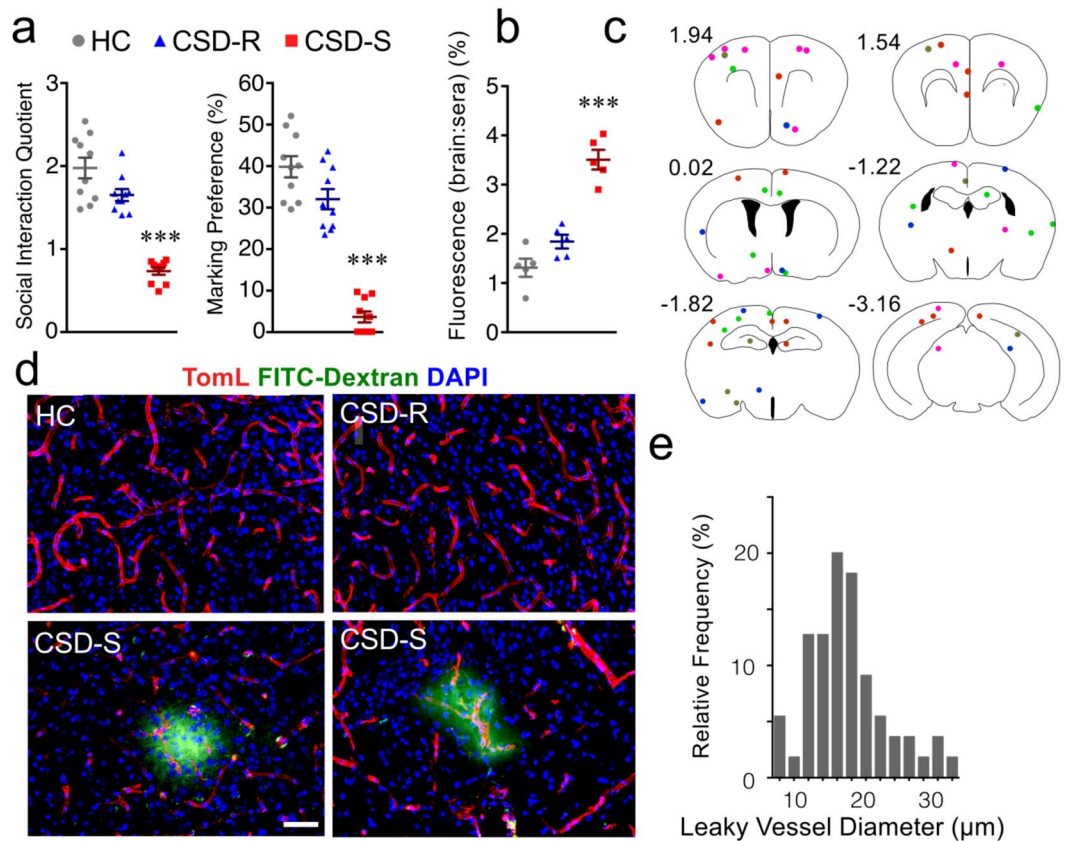 a
HC CSD-R CSD-S
Social Interaction Quotient
3
2
1
0
***
Marking Preference (%)
60
50
40
30
20
10
0
***
b
Fluorescence (brain:sera) (%)
5
4
3
2
1
0
***
c
1.94
1.54
0.02
-1.22
-1.82
-3.16
d
TomL FITC-Dextran DAPI
HC
CSD-R
CSD-S
CSD-S
e
Relative Frequency (%)
20
10
0
10 20 30
Leaky Vessel Diameter (µm)